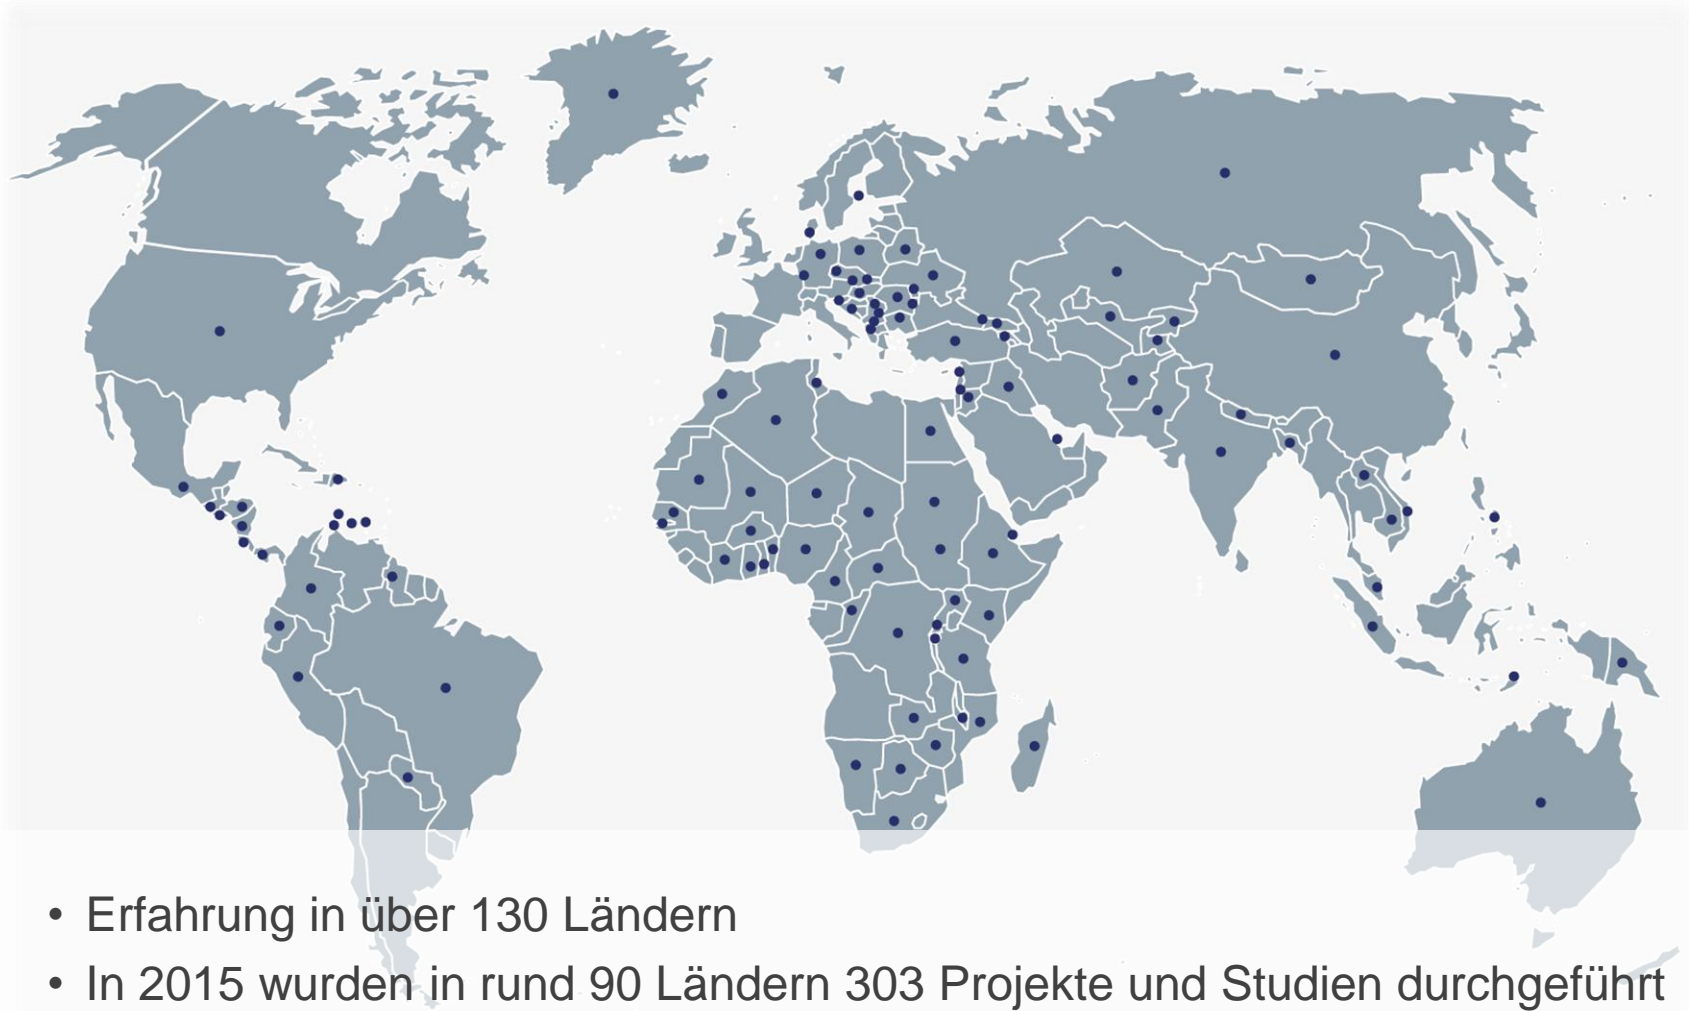 • Erfahrung in über 130 Ländern
• In 2015 wurden in rund 90 Ländern 303 Projekte und Studien durchgeführt